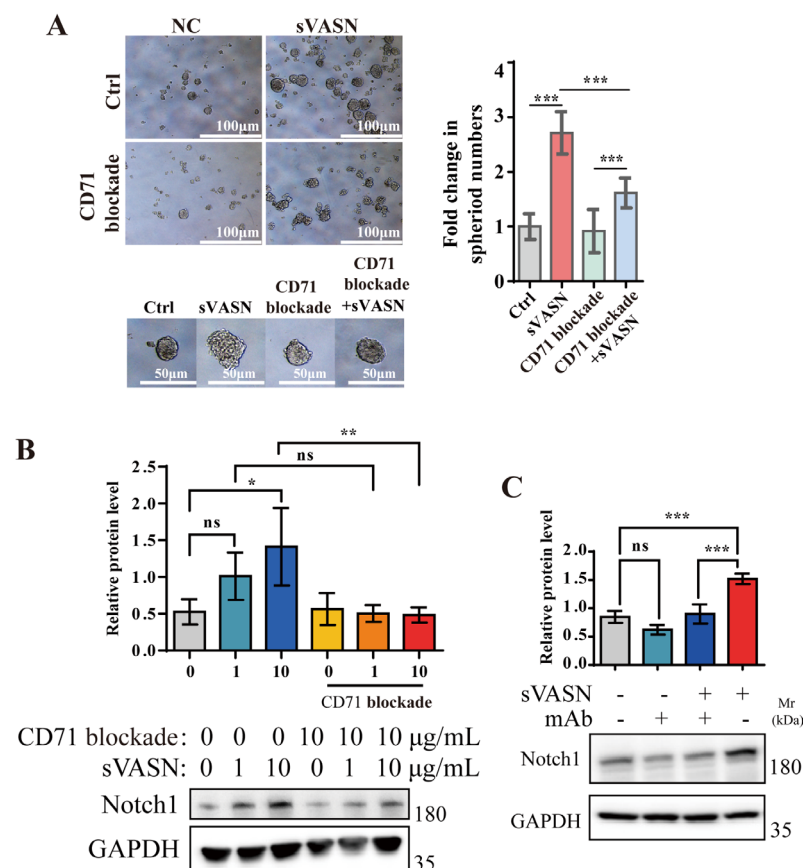 A
NC
sVASN
Ctrl
100μm
100μm
CD71
blockade
100μm
100μm
Ctrl
sVASN
CD71
blockade
CD71
blockade
+sVASN
50μm
50μm
50μm
50μm
Fold change in
spheriod numbers
4
3
2
1
0
***
***
***
Ctrl
sVASN
CD71 blockade
CD71 blockade
+sVASN
B
Relative protein level
2.5
2.0
1.5
1.0
0.5
0.0
ns
*
ns
**
0 1 10 0 1 10
CD71 blockade
CD71 blockade: 0 0 0 10 10 10 μg/mL
sVASN: 0 1 10 0 1 10 μg/mL
Notch1
180
GAPDH
35
C
Relative protein level
2.0
1.5
1.0
0.5
0.0
***
ns
***
sVASN - - + +
mAb - + + -
Mr
(kDa)
Notch1
180
GAPDH
35